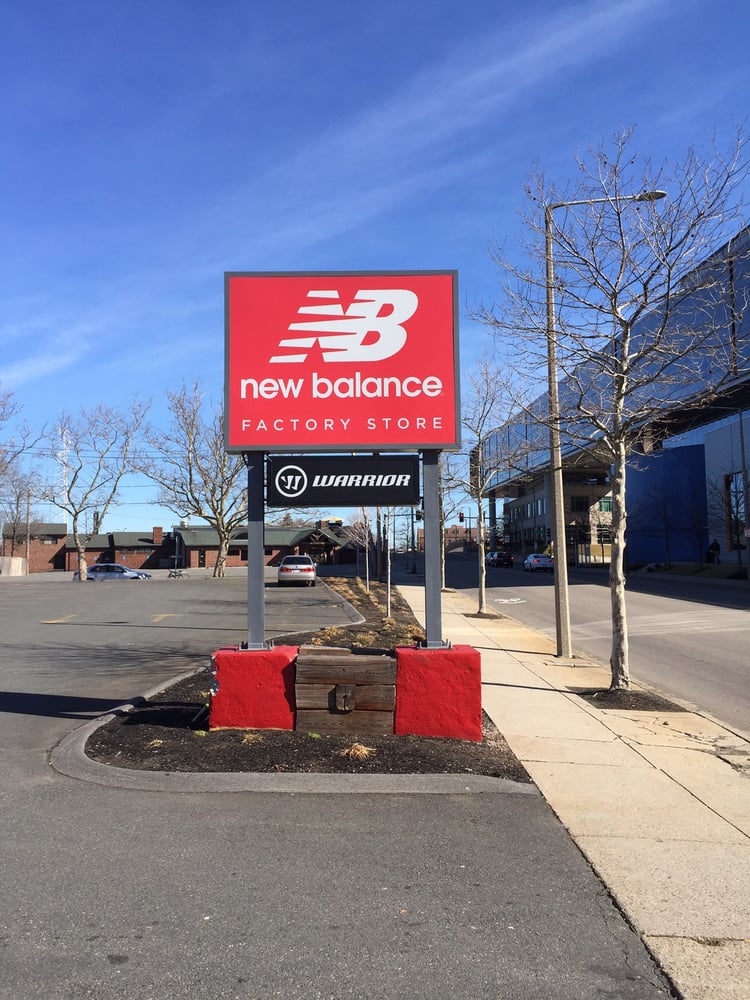 NB
new balance
FACTORY STORE
WARRIOR